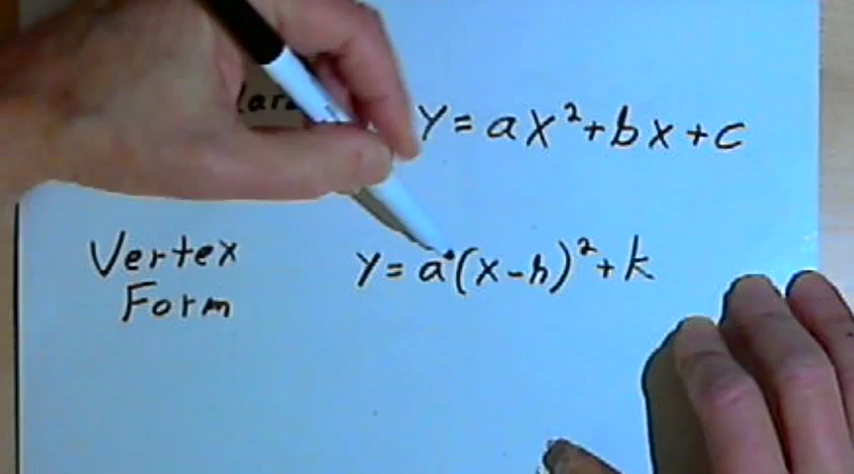 y = ax²+bx+c
Vertex
Form
y = a(x-h)²+k